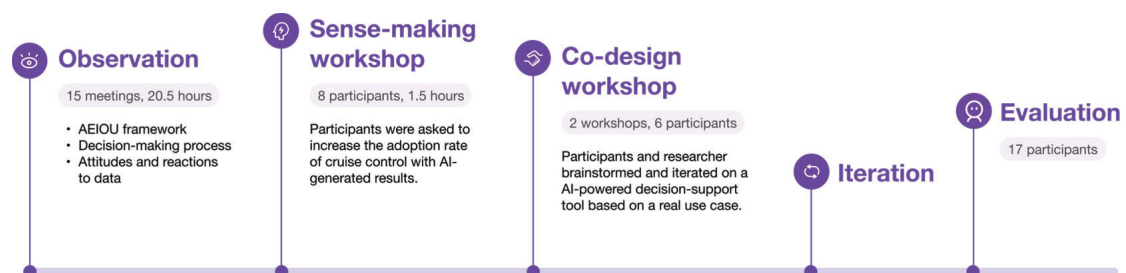 Observation
15 meetings, 20.5 hours
• AEIOU framework
• Decision-making process
• Attitudes and reactions
to data
Sense-making
workshop
8 participants, 1.5 hours
Participants were asked to
increase the adoption rate
of cruise control with AI-
generated results.
Co-design
workshop
2 workshops, 6 participants
Participants and researcher
brainstormed and iterated on a
AI-powered decision-support
tool based on a real use case.
Iteration
Evaluation
17 participants